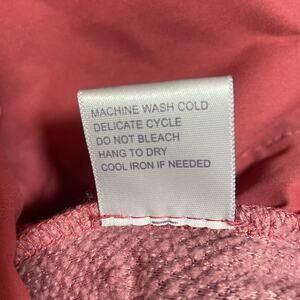 MACHINE WASH COLD
DELICATE CYCLE
DO NOT BLEACH
HANG TO DRY
COOL IRON IF NEEDED